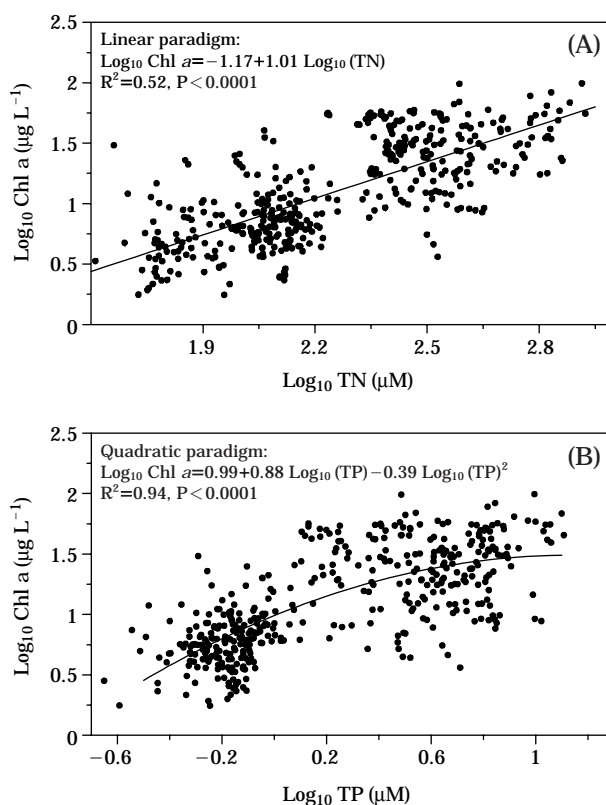 (A)
Linear paradigm:
Log₁₀ Chl a=−1.17+1.01 Log₁₀ (TN)
R²=0.52, P<0.0001
2.5
2
1.5
1
0.5
0
Log₁₀ Chl a (µg L⁻¹)
1.9 2.2 2.5 2.8
Log₁₀ TN (µM)
(B)
Quadratic paradigm:
Log₁₀ Chl a=0.99+0.88 Log₁₀ (TP)−0.39 Log₁₀ (TP)²
R²=0.94, P<0.0001
2.5
2
1.5
1
0.5
0
Log₁₀ Chl a (µg L⁻¹)
−0.6 −0.2 0.2 0.6 1
Log₁₀ TP (µM)